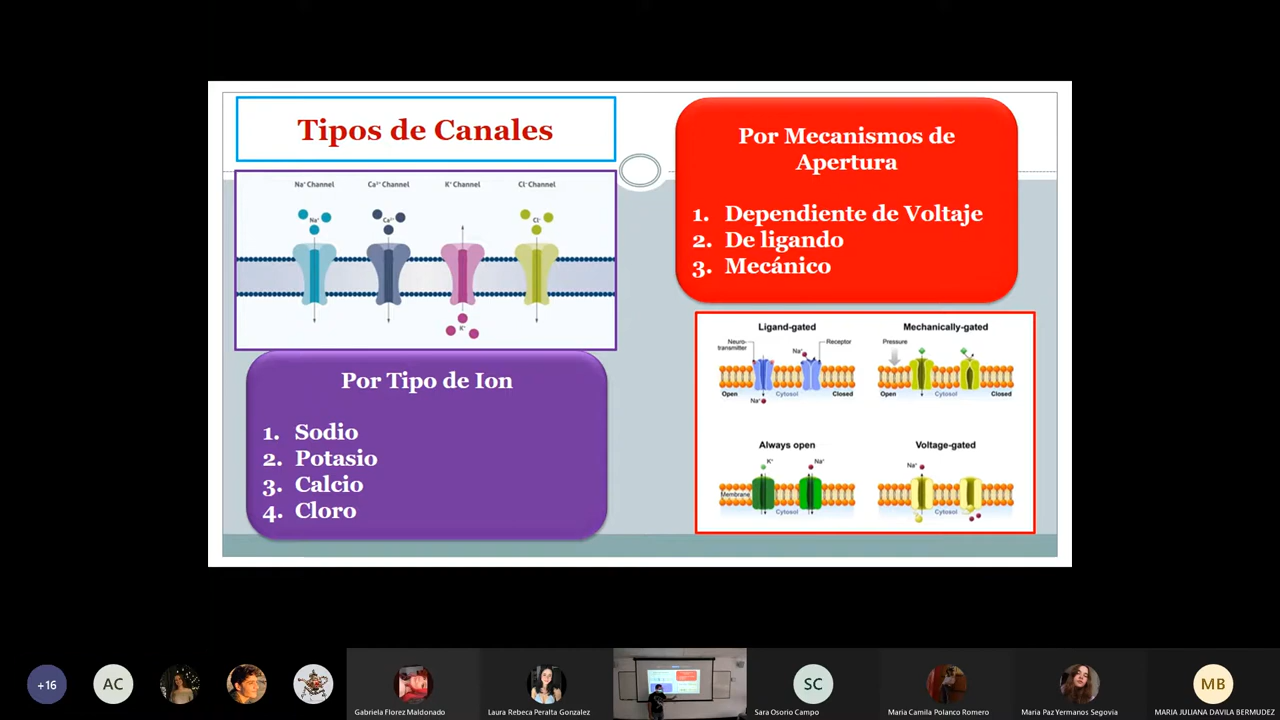 Tipos de Canales
Na⁺ Channel
Ca²⁺ Channel
K⁺ Channel
Cl⁻ Channel
Na⁺
Ca²⁺
Cl⁻
K⁺
Por Tipo de Ion
1. Sodio
2. Potasio
3. Calcio
4. Cloro
Por Mecanismos de
Apertura
1. Dependiente de Voltaje
2. De ligando
3. Mecánico
Ligand-gated
Neuro-
transmitter
Na⁺
Receptor
Open
Cytosol
Closed
Na⁺
Mechanically-gated
Pressure
Open
Cytosol
Closed
Always open
K⁺
Na⁺
Membrane
Cytosol
Voltage-gated
Na⁺
Cytosol
+16
AC
Gabriela Florez Maldonado
Laura Rebeca Peralta Gonzalez
SC
Sara Osorio Campo
Maria Camila Polanco Romero
Maria Paz Yermanos Segovia
MB
MARIA JULIANA DAVILA BERMUDEZ